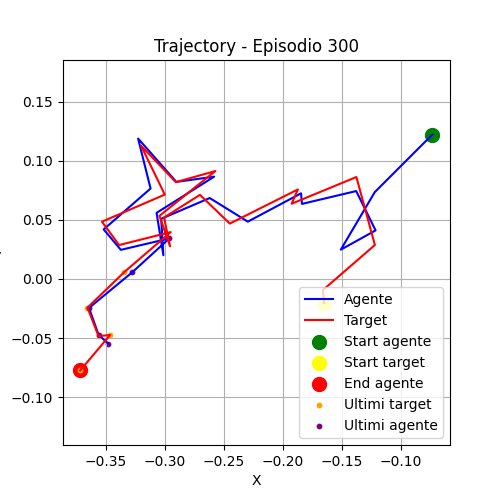 Trajectory - Episodio 300
0.15
0.10
0.05
0.00
−0.05
−0.10
−0.35
−0.30
−0.25
−0.20
−0.15
−0.10
X
Agente
Target
Start agente
Start target
End agente
Ultimi target
Ultimi agente